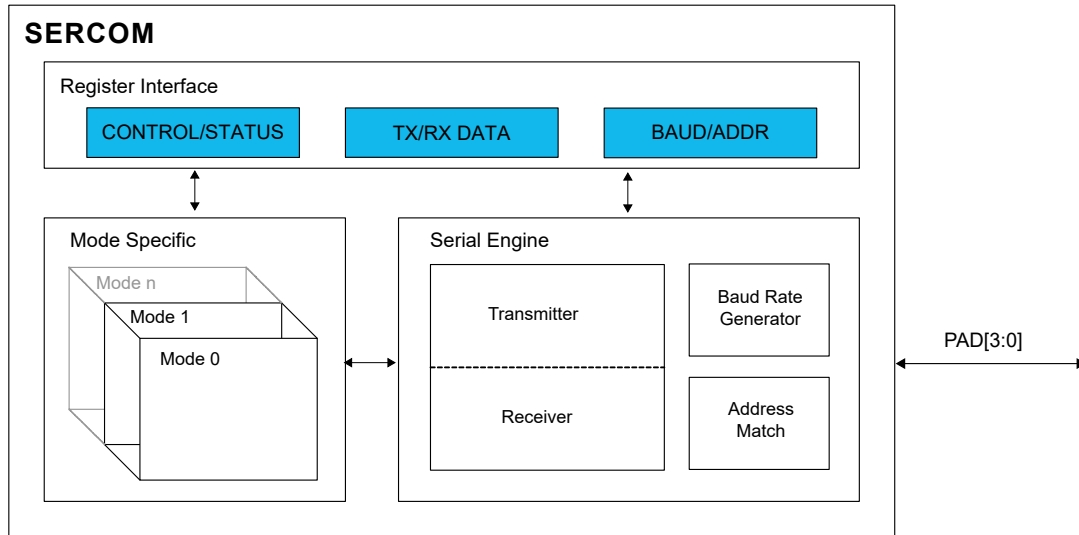 SERCOM
Register Interface
CONTROL/STATUS
TX/RX DATA
BAUD/ADDR
Mode Specific
Mode n
Mode 1
Mode 0
Serial Engine
Transmitter
Receiver
Baud Rate
Generator
Address
Match
PAD[3:0]